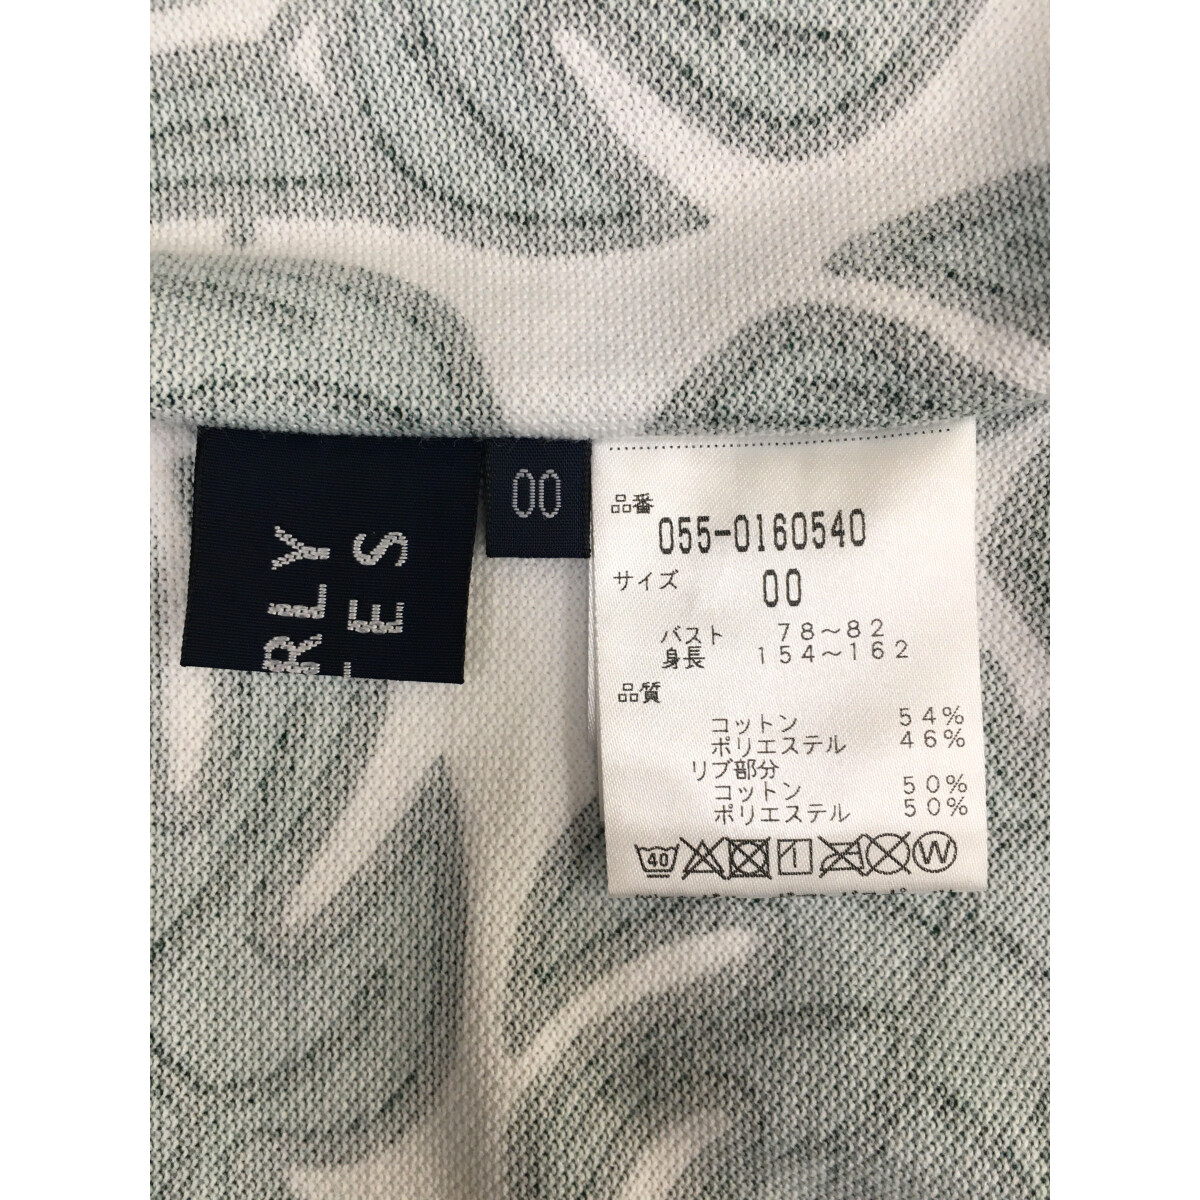 RLY
ES
00
品番
055-0160540
サイズ 00
バスト 78~82
身長 154~162
品質
コットン 54%
ポリエステル 46%
リブ部分
コットン 50%
ポリエステル 50%
40 1 W